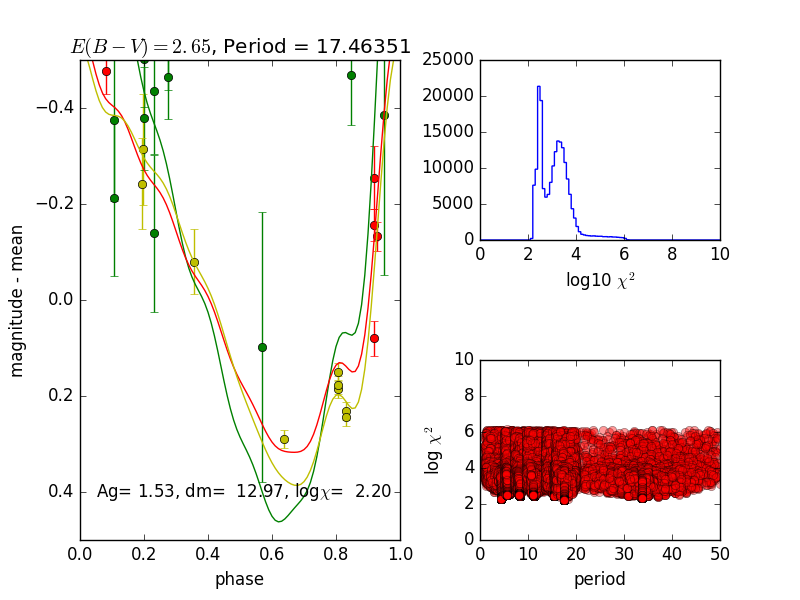 E(B − V) = 2.65, Period = 17.46351
−0.4
−0.2
0.0
0.2
0.4
magnitude - mean
Ag= 1.53, dm= 12.97, logχ= 2.20
0.0 0.2 0.4 0.6 0.8 1.0
phase
25000
20000
15000
10000
5000
0
0 2 4 6 8 10
log10 χ²
10
8
6
4
2
0
log χ²
0 10 20 30 40 50
period